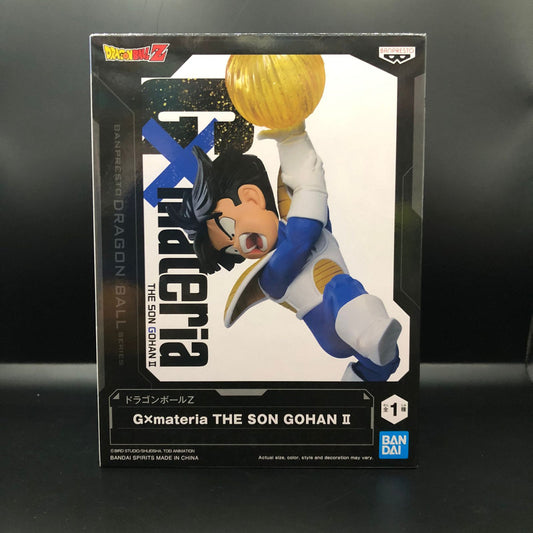 DRAGON BALL Z
BANPRESTO
BANPRESTO DRAGON BALL SERIES
G×materia
THE SON GOHAN II
ドラゴンボールZ
G×materia THE SON GOHAN II
全1種
©BIRD STUDIO/SHUEISHA, TOEI ANIMATION
BANDAI SPIRITS MADE IN CHINA
Actual size, color, style and decoration may vary.
BAN
DAI